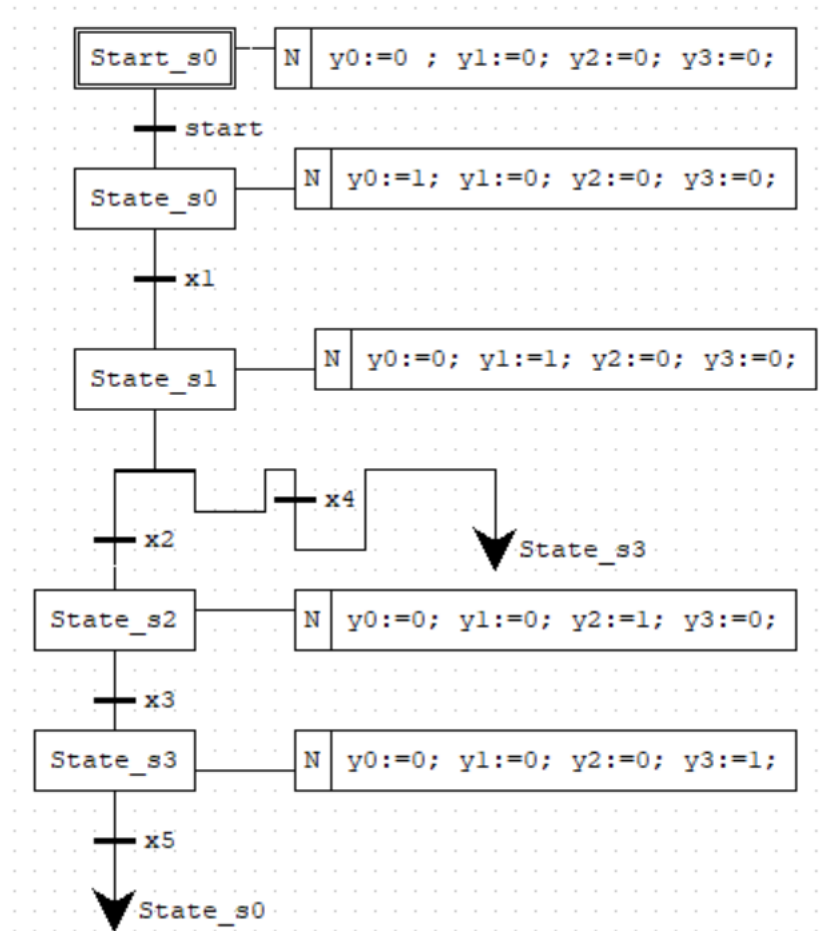 Start_s0 N y0:=0 ; y1:=0; y2:=0; y3:=0;
start
State_s0 N y0:=1; y1:=0; y2:=0; y3:=0;
x1
State_s1 N y0:=0; y1:=1; y2:=0; y3:=0;
x4
x2
State_s3
State_s2 N y0:=0; y1:=0; y2:=1; y3:=0;
x3
State_s3 N y0:=0; y1:=0; y2:=0; y3:=1;
x5
State_s0